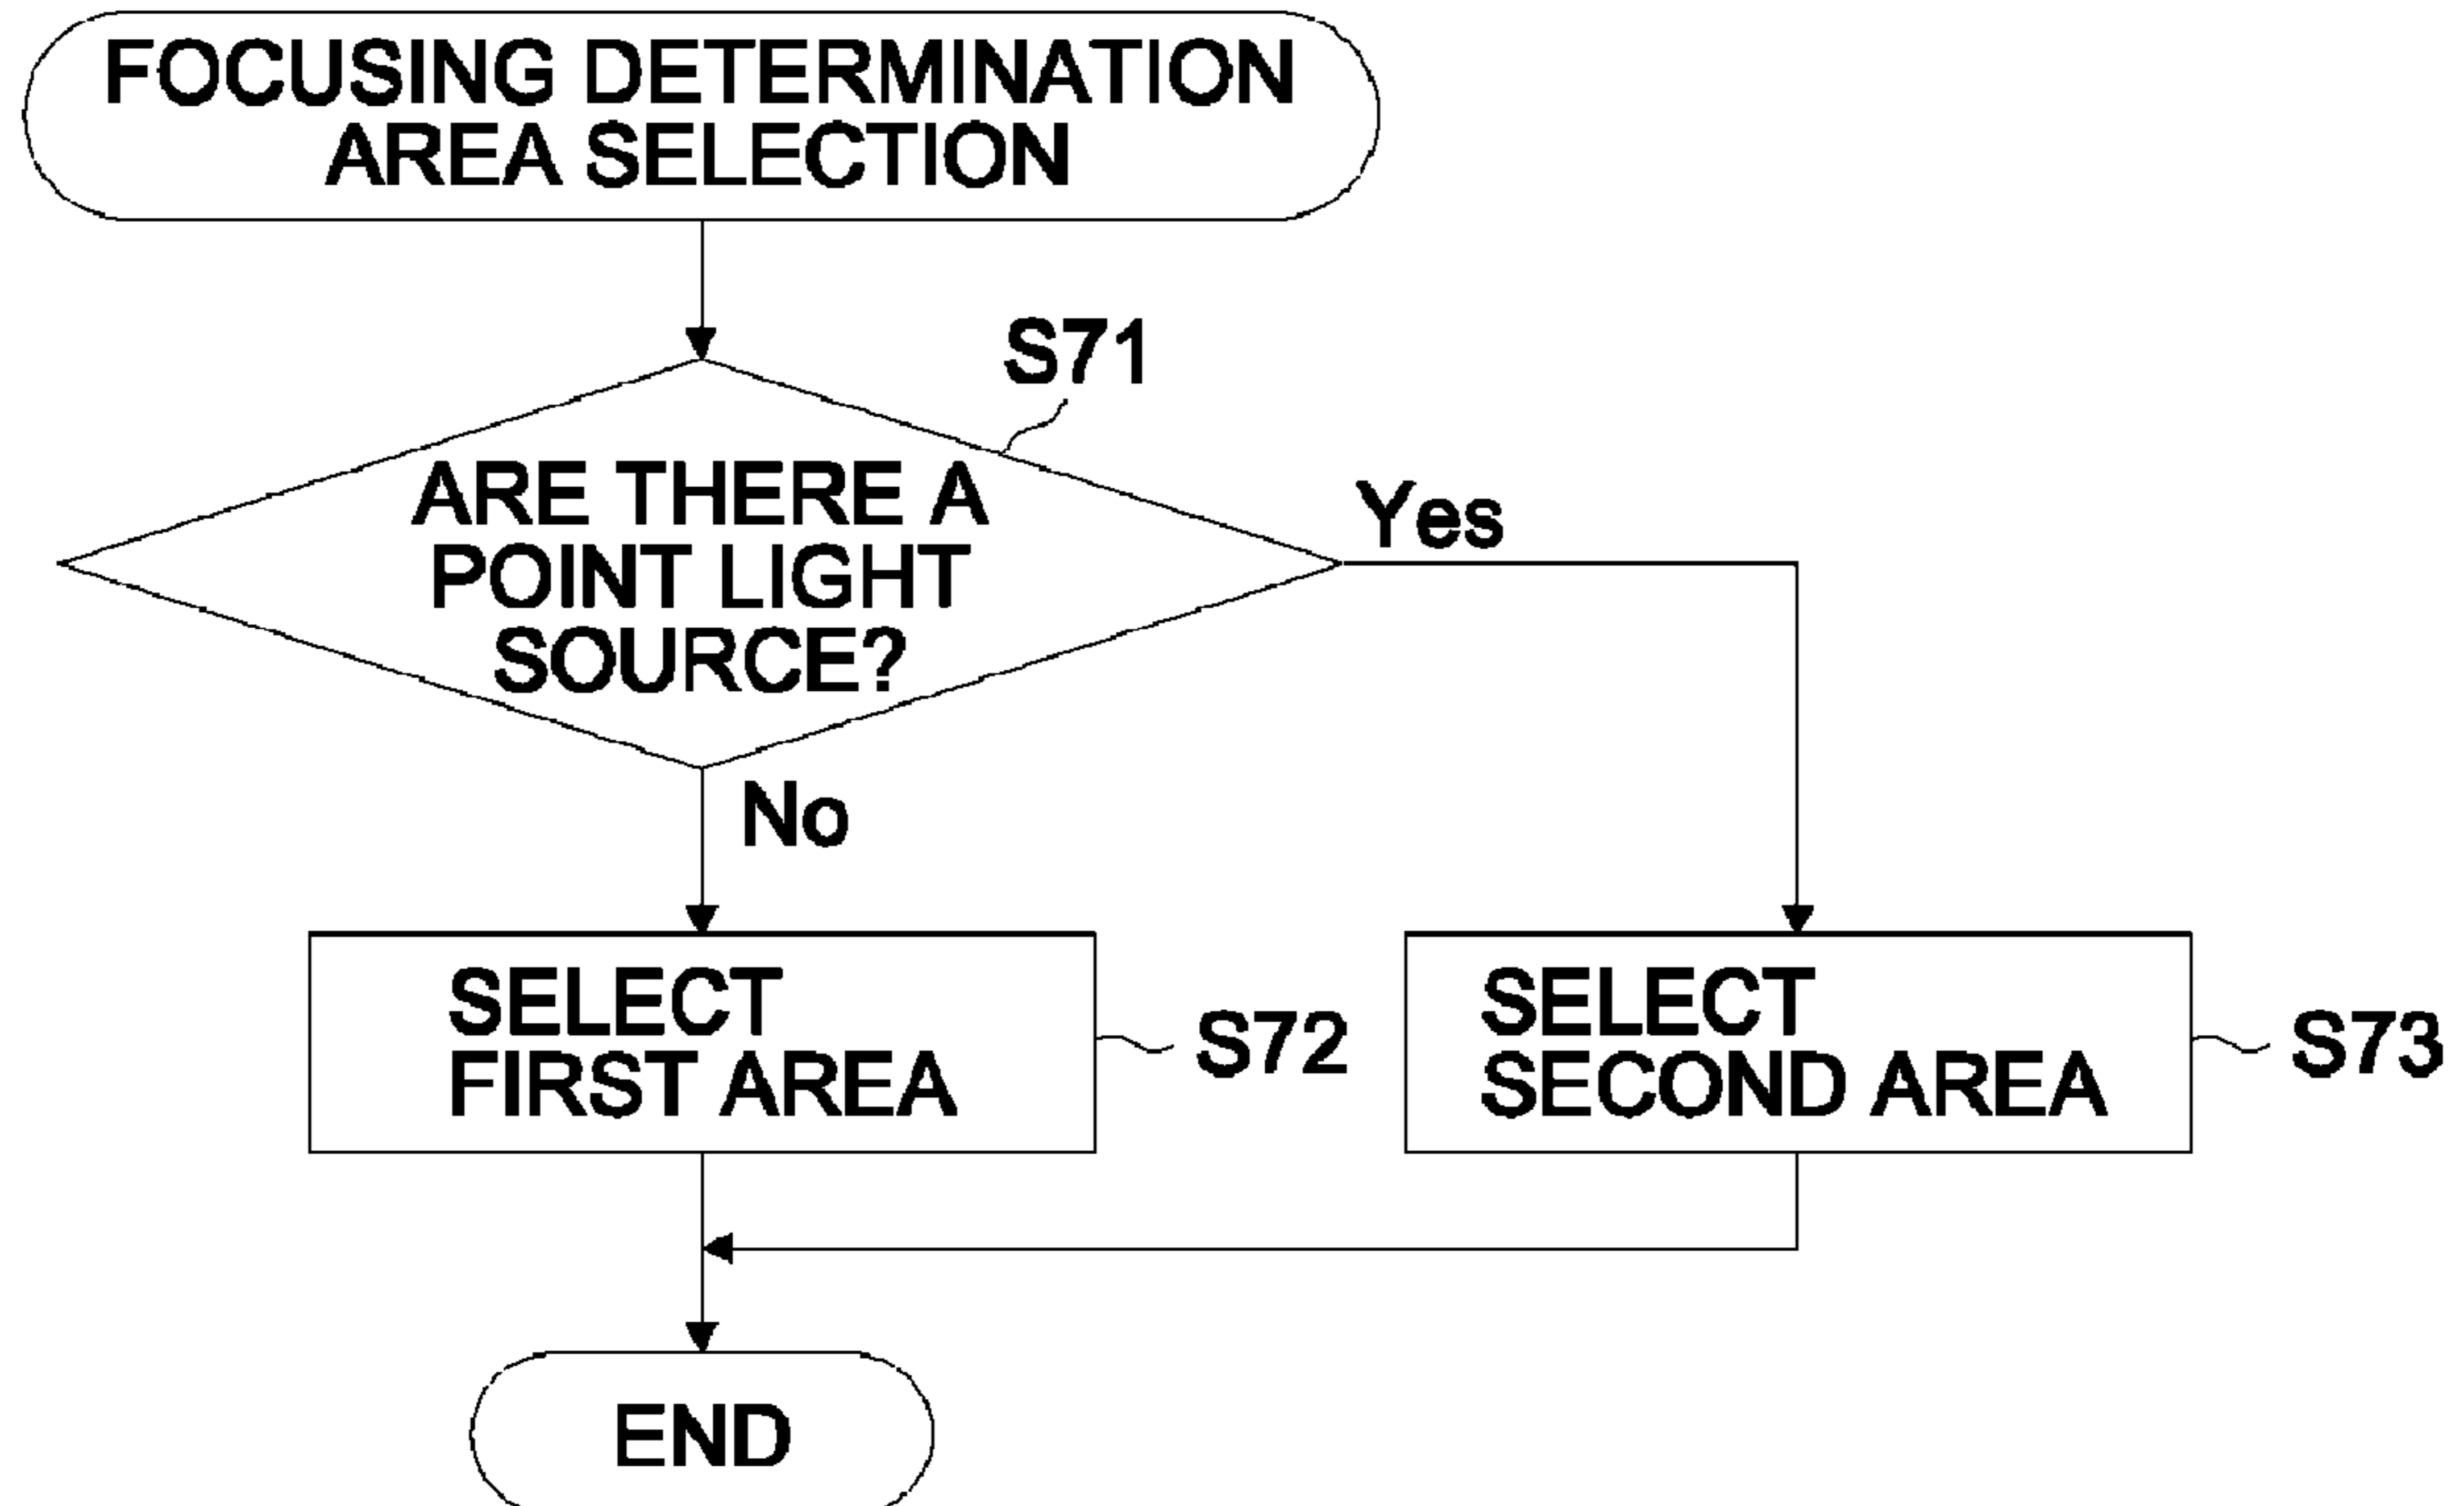 FOCUSING DETERMINATION
AREA SELECTION
S71
ARE THERE A
POINT LIGHT
SOURCE?
Yes
No
SELECT
FIRST AREA
S72
SELECT
SECOND AREA
S73
END